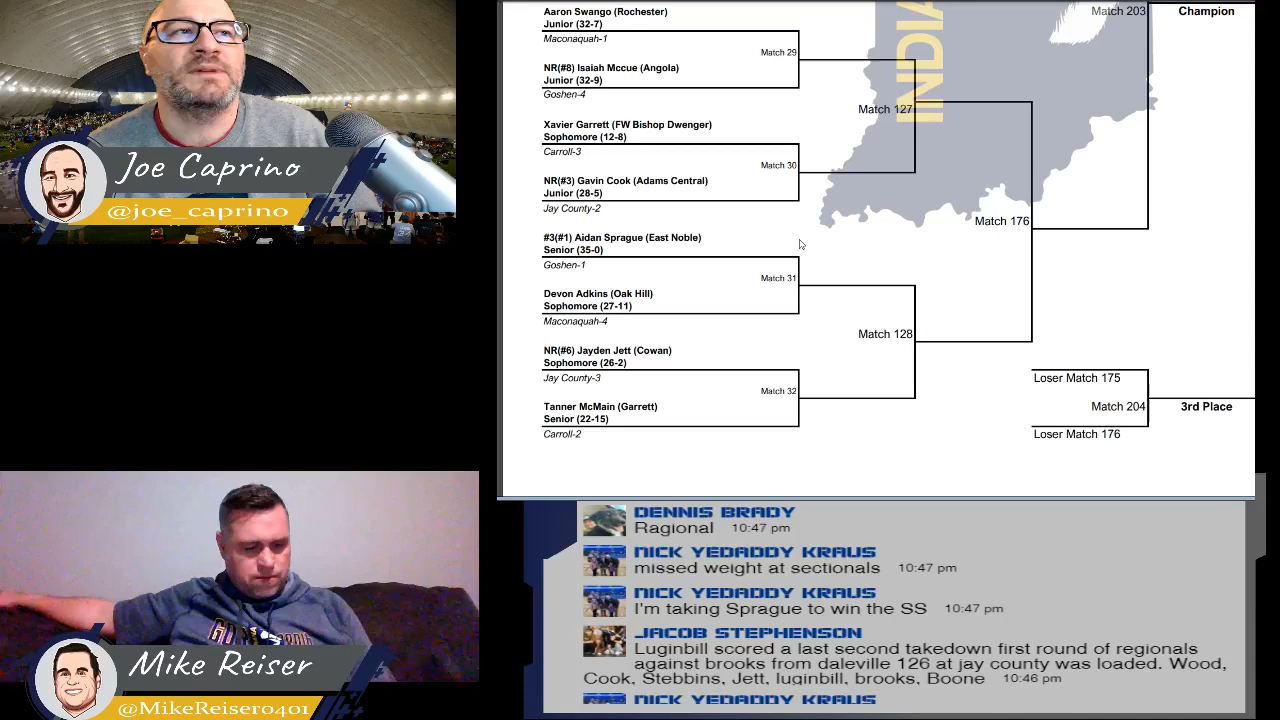 Joe Caprino
@joe_caprino
Aaron Swango (Rochester)
Junior (32-7)
Maconaquah-1
Match 29
NR(#8) Isaiah Mccue (Angola)
Junior (32-9)
Goshen-4
Match 127
Xavier Garrett (FW Bishop Dwenger)
Sophomore (12-8)
Carroll-3
Match 30
NR(#3) Gavin Cook (Adams Central)
Junior (28-5)
Jay County-2
Match 176
#3(#1) Aidan Sprague (East Noble)
Senior (35-0)
Goshen-1
Match 31
Devon Adkins (Oak Hill)
Sophomore (27-11)
Maconaquah-4
Match 128
NR(#6) Jayden Jett (Cowan)
Sophomore (26-2)
Jay County-3
Match 32
Tanner McMain (Garrett)
Senior (22-15)
Carroll-2
Match 203
Champion
INDIA
Loser Match 175
Match 204
3rd Place
Loser Match 176
Mike Reiser
@MikeReiser0401
DENNIS BRADY
Ragional 10:47 pm
NICK YEDADDY KRAUS
missed weight at sectionals 10:47 pm
NICK YEDADDY KRAUS
I'm taking Sprague to win the SS 10:47 pm
JACOB STEPHENSON
Luginbill scored a last second takedown first round of regionals
against brooks from daleville 126 at jay county was loaded. Wood,
Cook, Stebbins, Jett, luginbill, brooks, Boone 10:46 pm
NICK YEDADDY KRAUS